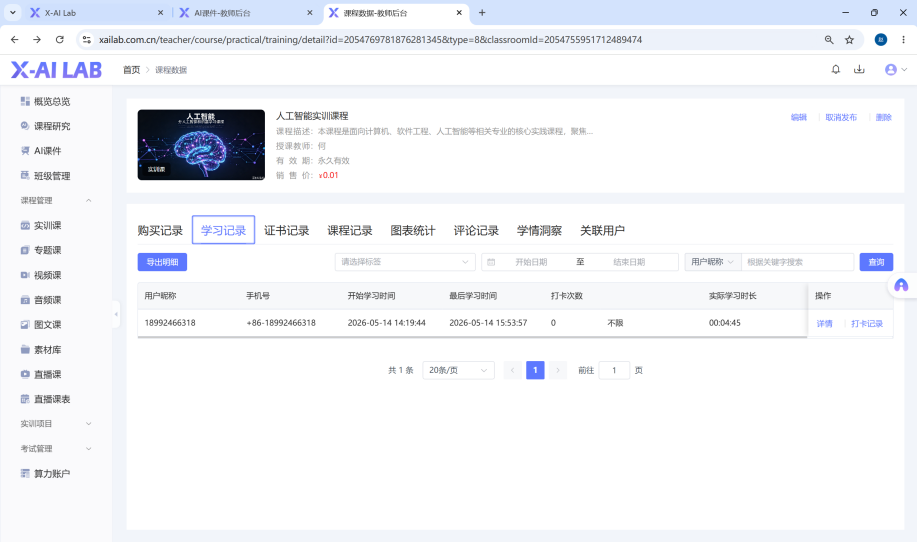 X-AI Lab
AI课件-教师后台
课程数据-教师后台
xailab.com.cn/teacher/course/practical/training/detail?id=2054769781876281345&type=8&classroomId=2054755951712489474
X-AI LAB
首页 > 课程数据
概览总览
课程研究
AI课件
班级管理
课程管理
实训课
专题课
视频课
音频课
图文课
素材库
直播课
直播课表
实训项目
考试管理
算力账户
人工智能
实训课
人工智能实训课程
编辑 取消发布 删除
课程描述：本课程是面向计算机、软件工程、人工智能等相关专业的核心实践课程，聚焦...
授课教师：何
有 效 期：永久有效
销 售 价：¥0.01
购买记录 学习记录 证书记录 课程记录 图表统计 评论记录 学情洞察 关联用户
导出明细 请选择标签 开始日期 至 结束日期 用户昵称 根据关键字搜索 查询
用户昵称 手机号 开始学习时间 最后学习时间 打卡次数 实际学习时长 操作
18992466318 +86-18992466318 2026-05-14 14:19:44 2026-05-14 15:53:57 0 不限 00:04:45 详情 打卡记录
共 1 条 20条/页 1 前往 1 页